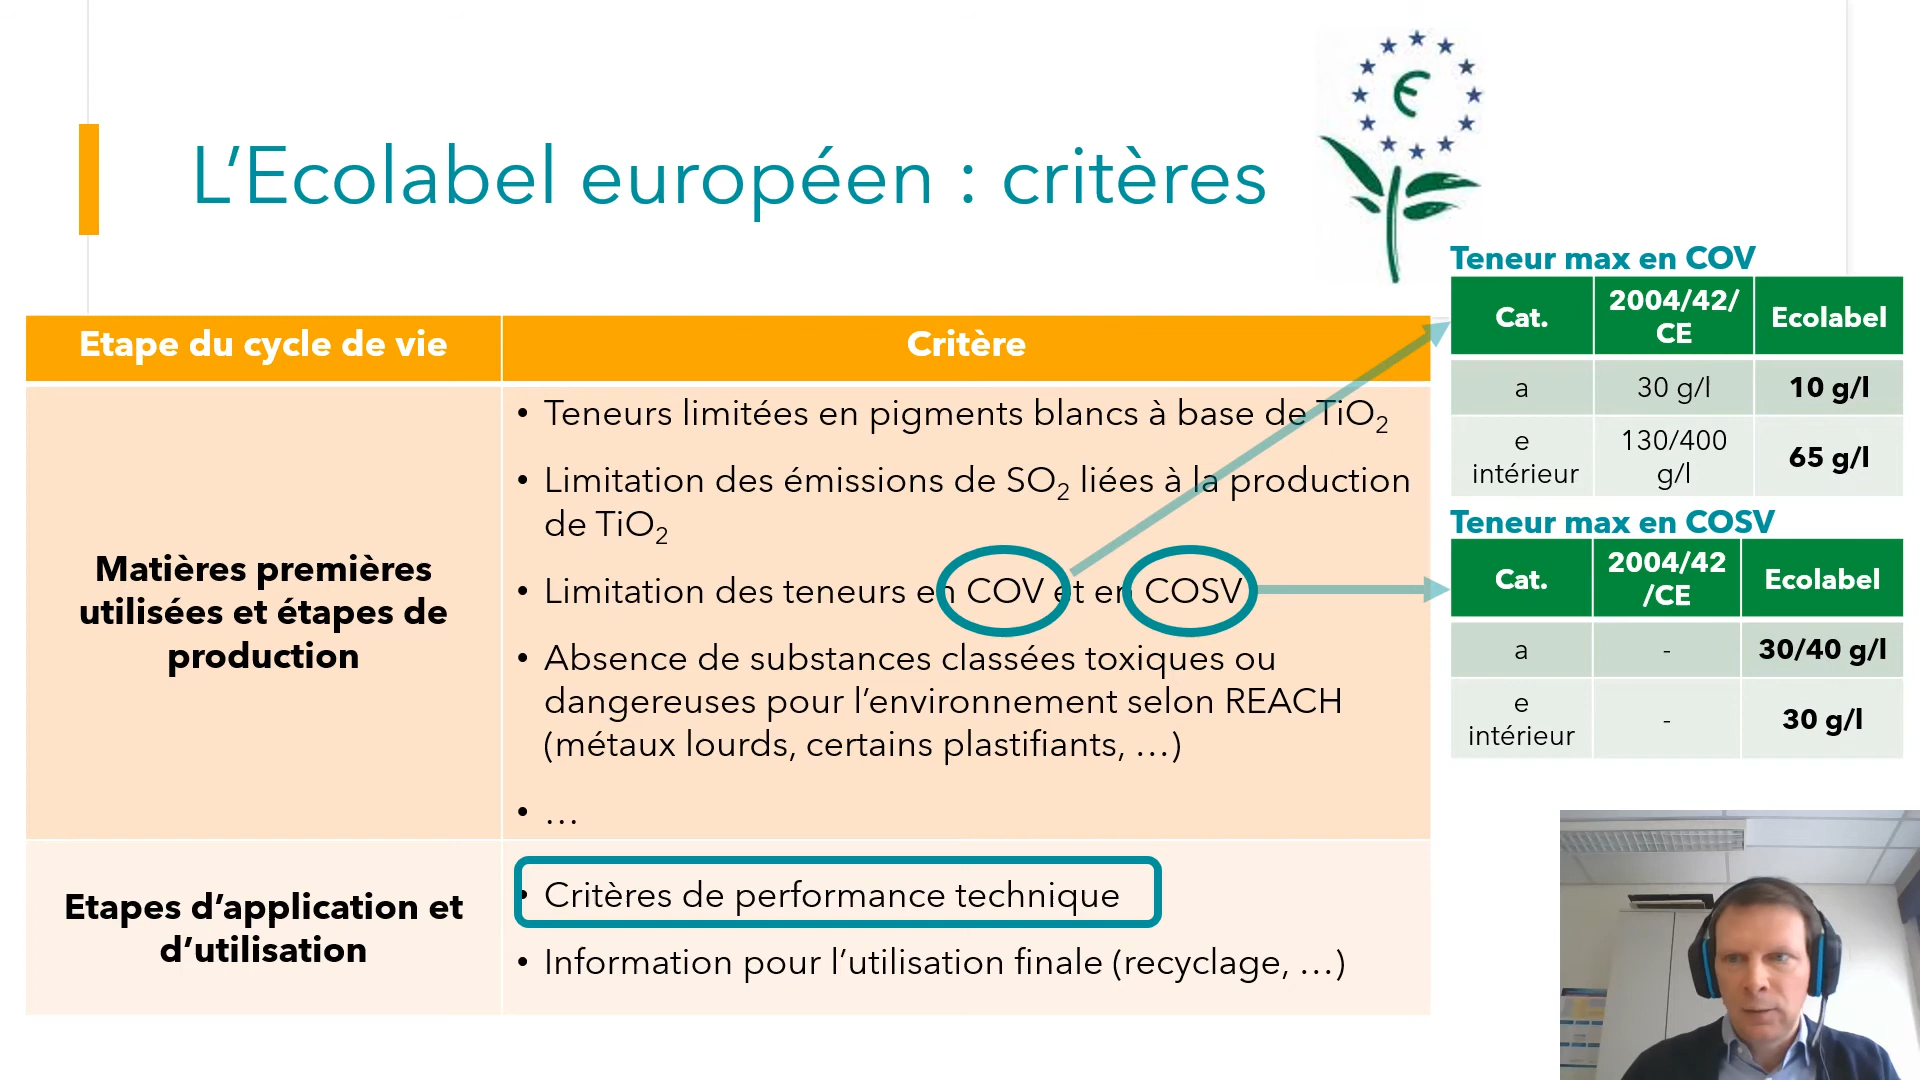 L’Ecolabel européen : critères
Etape du cycle de vie
Critère
Matières premières
utilisées et étapes de
production
• Teneurs limitées en pigments blancs à base de TiO₂
• Limitation des émissions de SO₂ liées à la production
de TiO₂
• Limitation des teneurs en COV et en COSV
• Absence de substances classées toxiques ou
dangereuses pour l’environnement selon REACH
(métaux lourds, certains plastifiants, …)
• …
Etapes d’application et
d’utilisation
• Critères de performance technique
• Information pour l’utilisation finale (recyclage, …)
Teneur max en COV
Cat.
2004/42/
CE
Ecolabel
a
30 g/l
10 g/l
e
intérieur
130/400
g/l
65 g/l
Teneur max en COSV
Cat.
2004/42
/CE
Ecolabel
a
-
30/40 g/l
e
intérieur
-
30 g/l